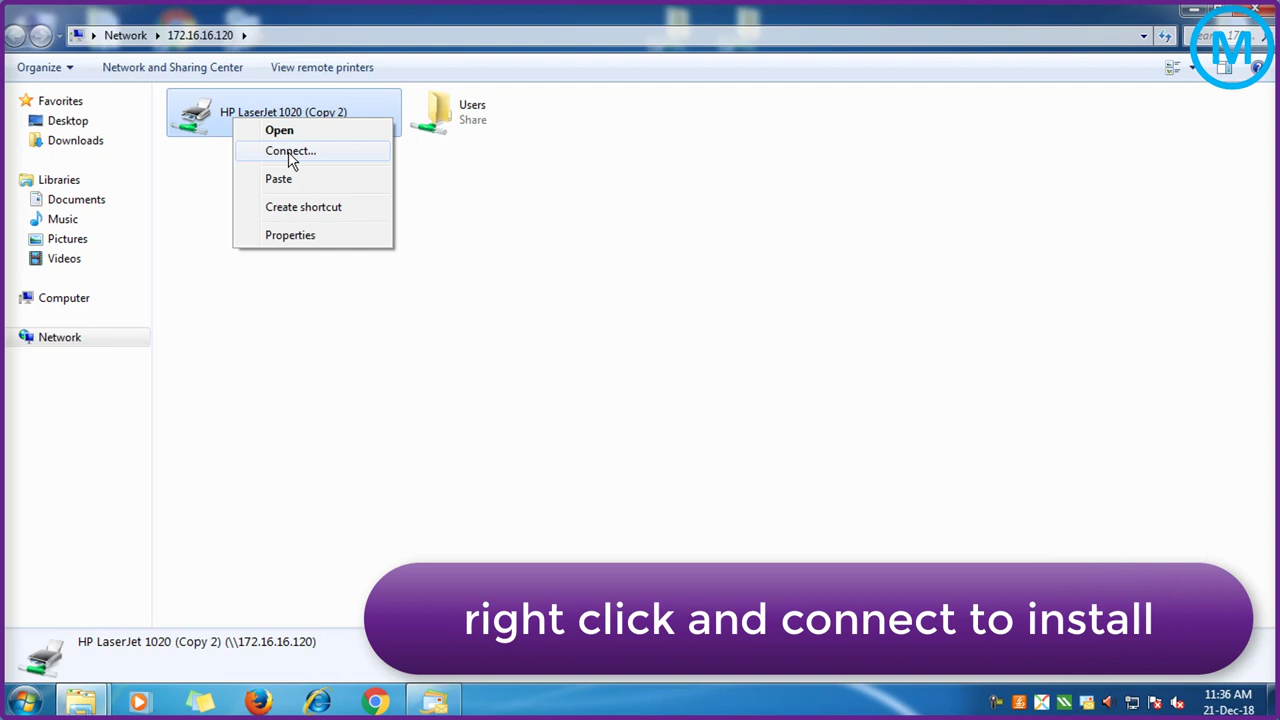 Network
172.16.16.120
Organize
Network and Sharing Center
View remote printers
M
Favorites
Desktop
Downloads
Libraries
Documents
Music
Pictures
Videos
Computer
Network
HP LaserJet 1020 (Copy 2)
Users
Share
Open
Connect...
Paste
Create shortcut
Properties
right click and connect to install
HP LaserJet 1020 (Copy 2) (\\172.16.16.120)
11:36 AM
21-Dec-18